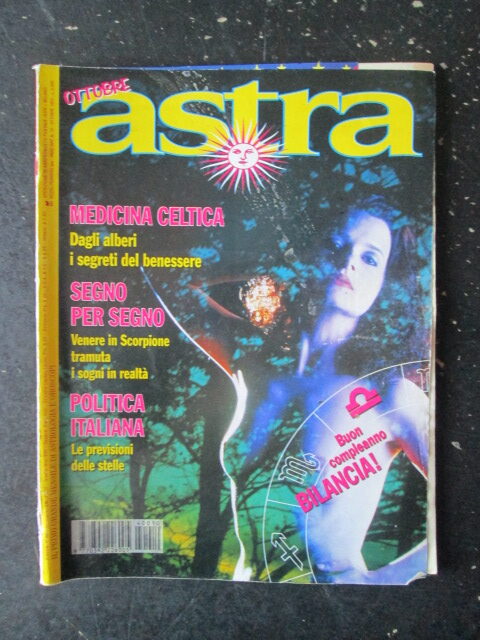 OTTOBRE
astra
MEDICINA CELTICA
Dagli alberi
i segreti del benessere
SEGNO
PER SEGNO
Venere in Scorpione
tramuta
i sogni in realtà
POLITICA
ITALIANA
Le previsioni
delle stelle
Buon
compleanno
BILANCIA!